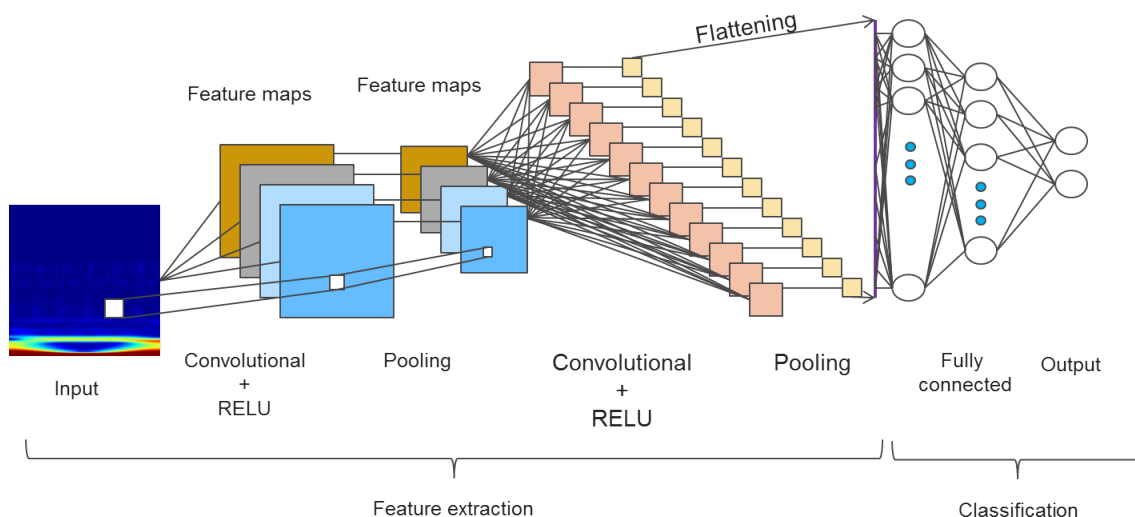 Flattening
Feature maps
Feature maps
Convolutional
+
RELU
Pooling
Convolutional
+
RELU
Pooling
Fully
connected
Output
Input
Feature extraction
Classification